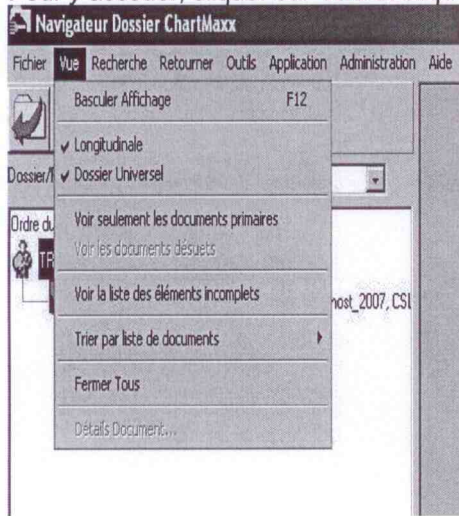 Navigateur Dossier ChartMaxx
Fichier Vue Recherche Retourner Outils Application Administration Aide
Basculer Affichage F12
✓ Longitudinale
Dossier/ ✓ Dossier Universel
Ordre du
Voir seulement les documents primaires
Voir les documents désuets
TR
Voir la liste des éléments incomplets
host_2007, CSL
Trier par liste de documents
Fermer Tous
Détails Document...